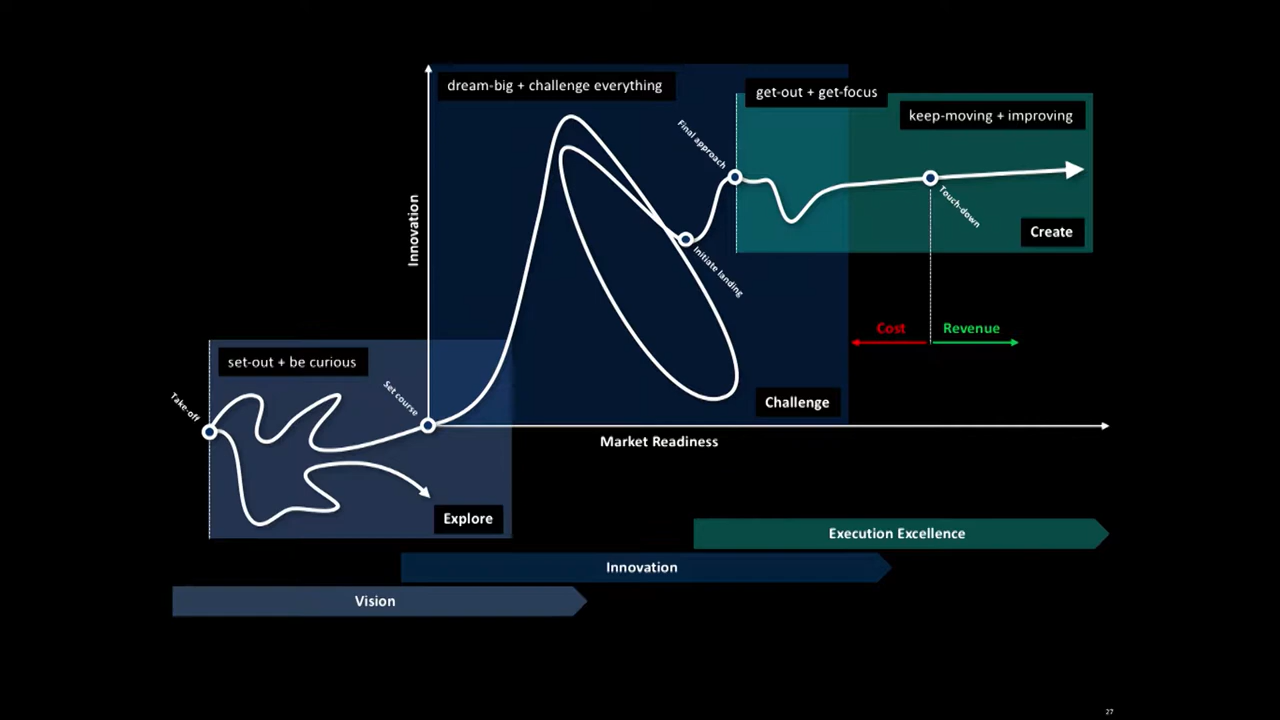 dream-big + challenge everything
get-out + get-focus
keep-moving + improving
Final approach
Innovation
Touch-down
Create
Initiate landing
Cost
Revenue
set-out + be curious
Take off
Set course
Challenge
Market Readiness
Explore
Execution Excellence
Innovation
Vision
27